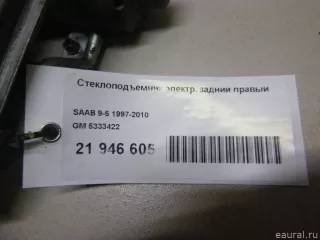 Стеклоподъемник электр. задний правый
SAAB 9-5 1997-2010
GM 5333422
21 946 605
eaural.ru